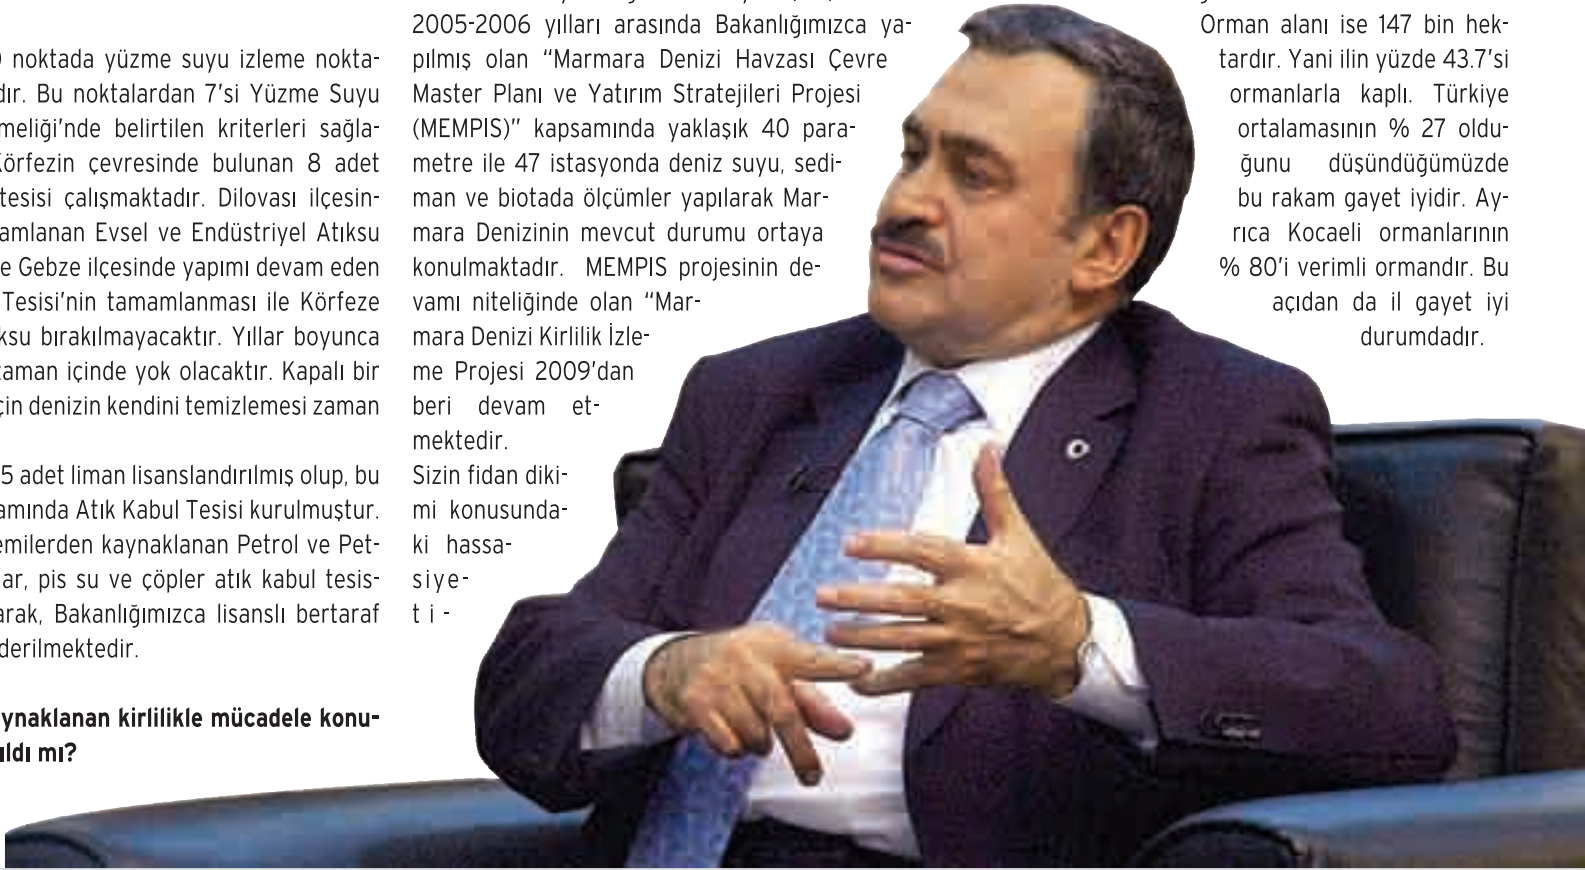 noktada yüzme suyu izleme nokta-
dır. Bu noktalardan 7'si Yüzme Suyu
meliği'nde belirtilen kriterleri sağla-
Körfezin çevresinde bulunan 8 adet
tesisi çalışmaktadır. Dilovası ilçesin-
amlanan Evsel ve Endüstriyel Atıksu
e Gebze ilçesinde yapımı devam eden
Tesisi'nin tamamlanması ile Körfeze
ksu bırakılmayacaktır. Yıllar boyunca
zaman içinde yok olacaktır. Kapalı bir
çin denizin kendini temizlemesi zaman
5 adet liman lisanslandırılmış olup, bu
amında Atık Kabul Tesisi kurulmuştur.
emilerden kaynaklanan Petrol ve Pet-
lar, pis su ve çöpler atık kabul tesis-
arak, Bakanlığımızca lisanslı bertaraf
derilmektedir.
aynaklanan kirlilikle mücadele konu-
ıldı mı?
2005-2006 yılları arasında Bakanlığımızca ya-
pılmış olan “Marmara Denizi Havzası Çevre
Master Planı ve Yatırım Stratejileri Projesi
(MEMPIS)” kapsamında yaklaşık 40 para-
metre ile 47 istasyonda deniz suyu, sedi-
man ve biotada ölçümler yapılarak Mar-
mara Denizinin mevcut durumu ortaya
konulmaktadır. MEMPIS projesinin de-
vamı niteliğinde olan “Mar-
mara Denizi Kirlilik İzle-
me Projesi 2009'dan
beri devam et-
mektedir.
Sizin fidan diki-
mi konusunda-
ki hassa-
siye-
ti-
Orman alanı ise 147 bin hek-
tardır. Yani ilin yüzde 43.7'si
ormanlarla kaplı. Türkiye
ortalamasının % 27 oldu-
ğunu düşündüğümüzde
bu rakam gayet iyidir. Ay-
rıca Kocaeli ormanlarının
% 80'i verimli ormandır. Bu
açıdan da il gayet iyi
durumdadır.